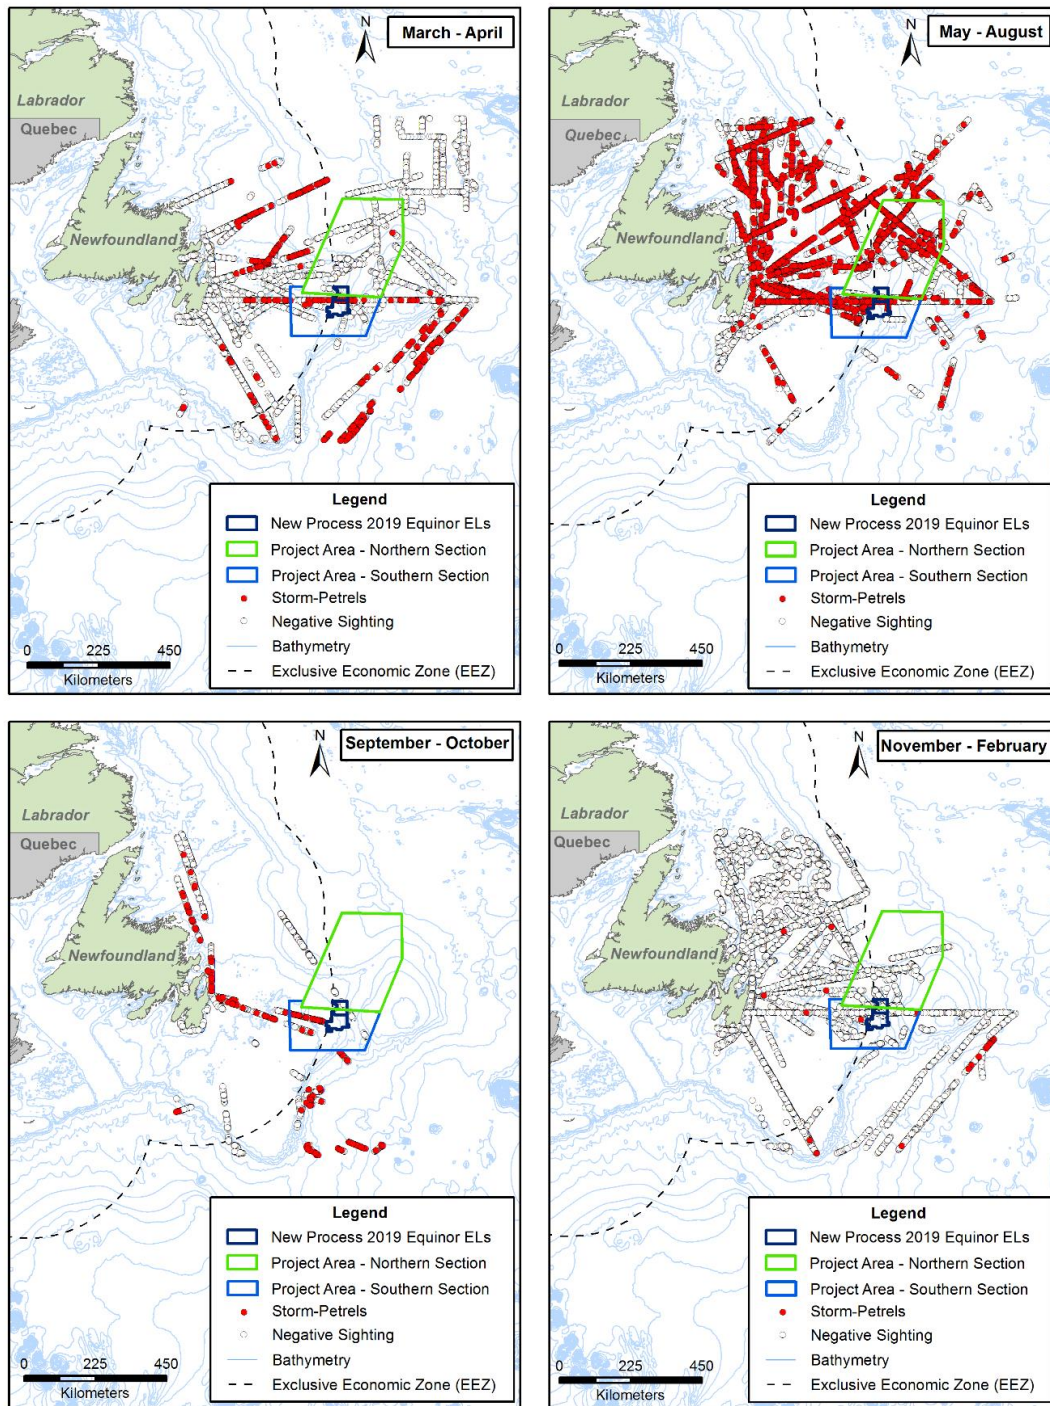 March - April
N
Labrador
Quebec
Newfoundland
Legend
New Process 2019 Equinor ELs
Project Area - Northern Section
Project Area - Southern Section
Storm-Petrels
Negative Sighting
Bathymetry
Exclusive Economic Zone (EEZ)
0 225 450
Kilometers
May - August
N
Labrador
Quebec
Newfoundland
Legend
New Process 2019 Equinor ELs
Project Area - Northern Section
Project Area - Southern Section
Storm-Petrels
Negative Sighting
Bathymetry
Exclusive Economic Zone (EEZ)
0 225 450
Kilometers
September - October
N
Labrador
Quebec
Newfoundland
Legend
New Process 2019 Equinor ELs
Project Area - Northern Section
Project Area - Southern Section
Storm-Petrels
Negative Sighting
Bathymetry
Exclusive Economic Zone (EEZ)
0 225 450
Kilometers
November - February
N
Labrador
Quebec
Newfoundland
Legend
New Process 2019 Equinor ELs
Project Area - Northern Section
Project Area - Southern Section
Storm-Petrels
Negative Sighting
Bathymetry
Exclusive Economic Zone (EEZ)
0 225 450
Kilometers